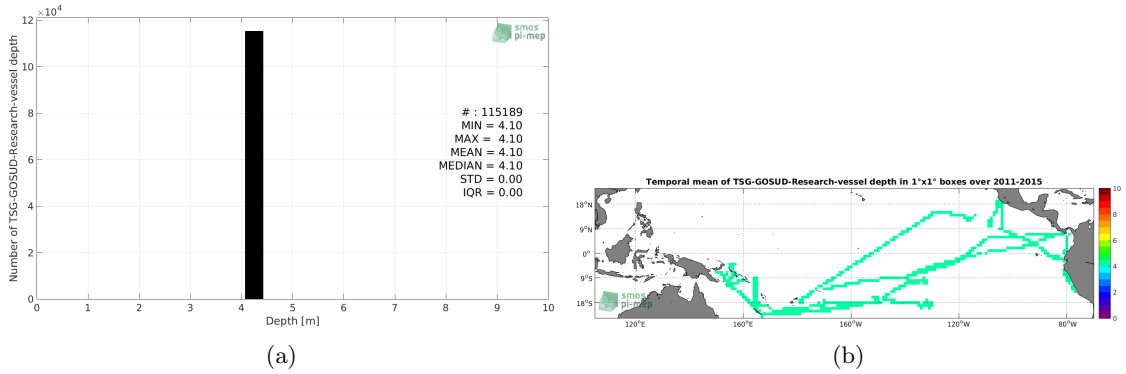 ×10⁴
12
10
8
6
4
2
0
Number of TSG-GOSUD-Research-vessel depth
smos
pi-mep
# : 115189
MIN = 4.10
MAX = 4.10
MEAN = 4.10
MEDIAN = 4.10
STD = 0.00
IQR = 0.00
0 1 2 3 4 5 6 7 8 9 10
Depth [m]
(a)
Temporal mean of TSG-GOSUD-Research-vessel depth in 1°x1° boxes over 2011-2015
18°N
9°N
0°
9°S
18°S
smos
pi-mep
120°E 160°E 160°W 120°W 80°W
10
8
6
4
2
0
(b)